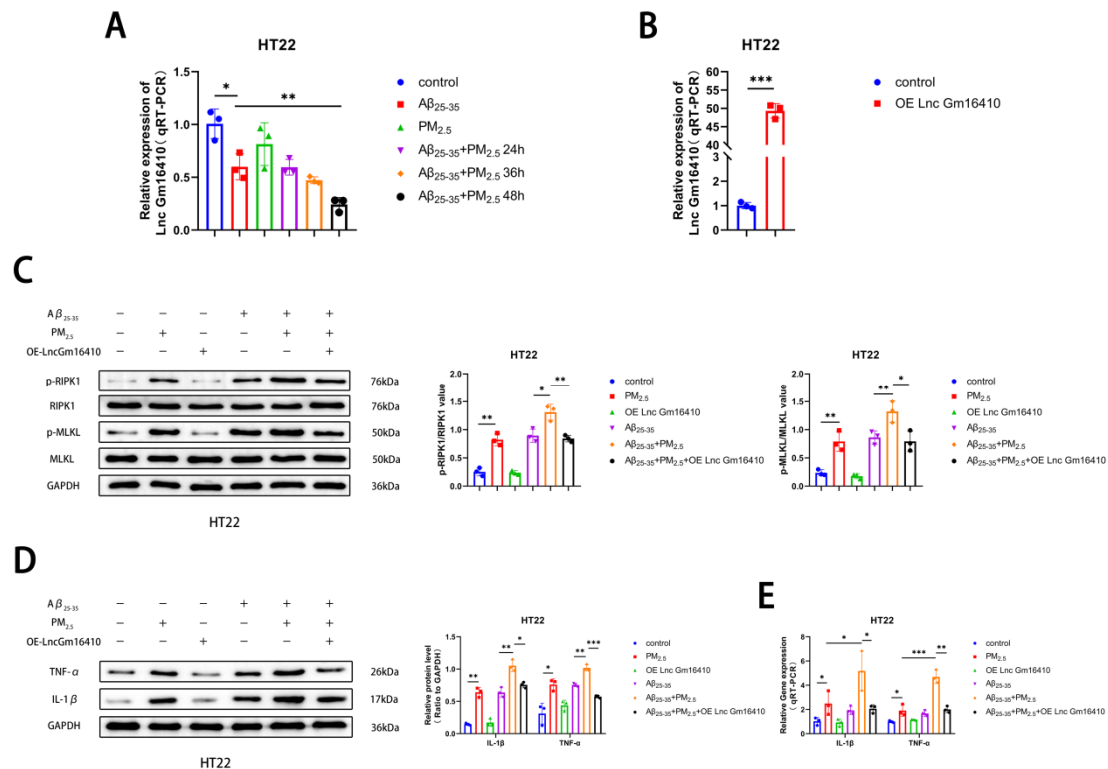 A
HT22
Relative expression of
Lnc Gm16410( qRT-PCR)
1.5
1.0
0.5
0.0
*
**
control
Aβ25-35
PM2.5
Aβ25-35+PM2.5 24h
Aβ25-35+PM2.5 36h
Aβ25-35+PM2.5 48h
B
HT22
Relative expression of
Lnc Gm16410( qRT-PCR)
60
55
50
45
40
3
2
1
0
***
control
OE Lnc Gm16410
C
Aβ25-35 − − − + + +
PM2.5 − + − − + +
OE-LncGm16410 − − + − − +
p-RIPK1 76kDa
RIPK1 76kDa
p-MLKL 50kDa
MLKL 50kDa
GAPDH 36kDa
HT22
HT22
p-RIPK1/RIPK1 value
2.0
1.5
1.0
0.5
0.0
**
*
**
control
PM2.5
OE Lnc Gm16410
Aβ25-35
Aβ25-35+PM2.5
Aβ25-35+PM2.5+OE Lnc Gm16410
HT22
p-MLKL/MLKL value
2.0
1.5
1.0
0.5
0.0
**
**
*
control
PM2.5
OE Lnc Gm16410
Aβ25-35
Aβ25-35+PM2.5
Aβ25-35+PM2.5+OE Lnc Gm16410
D
Aβ25-35 − − − + + +
PM2.5 − + − − + +
OE-LncGm16410 − − + − − +
TNF-α 26kDa
IL-1β 17kDa
GAPDH 36kDa
HT22
HT22
Relative protein level
( Ratio to GAPDH)
1.5
1.0
0.5
0.0
**
**
*
*
**
***
IL-1β
TNF-α
control
PM2.5
OE Lnc Gm16410
Aβ25-35
Aβ25-35+PM2.5
Aβ25-35+PM2.5+OE Lnc Gm16410
E
HT22
Relative Gene expression
( qRT-PCR)
8
6
4
2
0
*
*
*
*
***
**
IL-1β
TNF-α
control
PM2.5
OE Lnc Gm16410
Aβ25-35
Aβ25-35+PM2.5
Aβ25-35+PM2.5+OE Lnc Gm16410